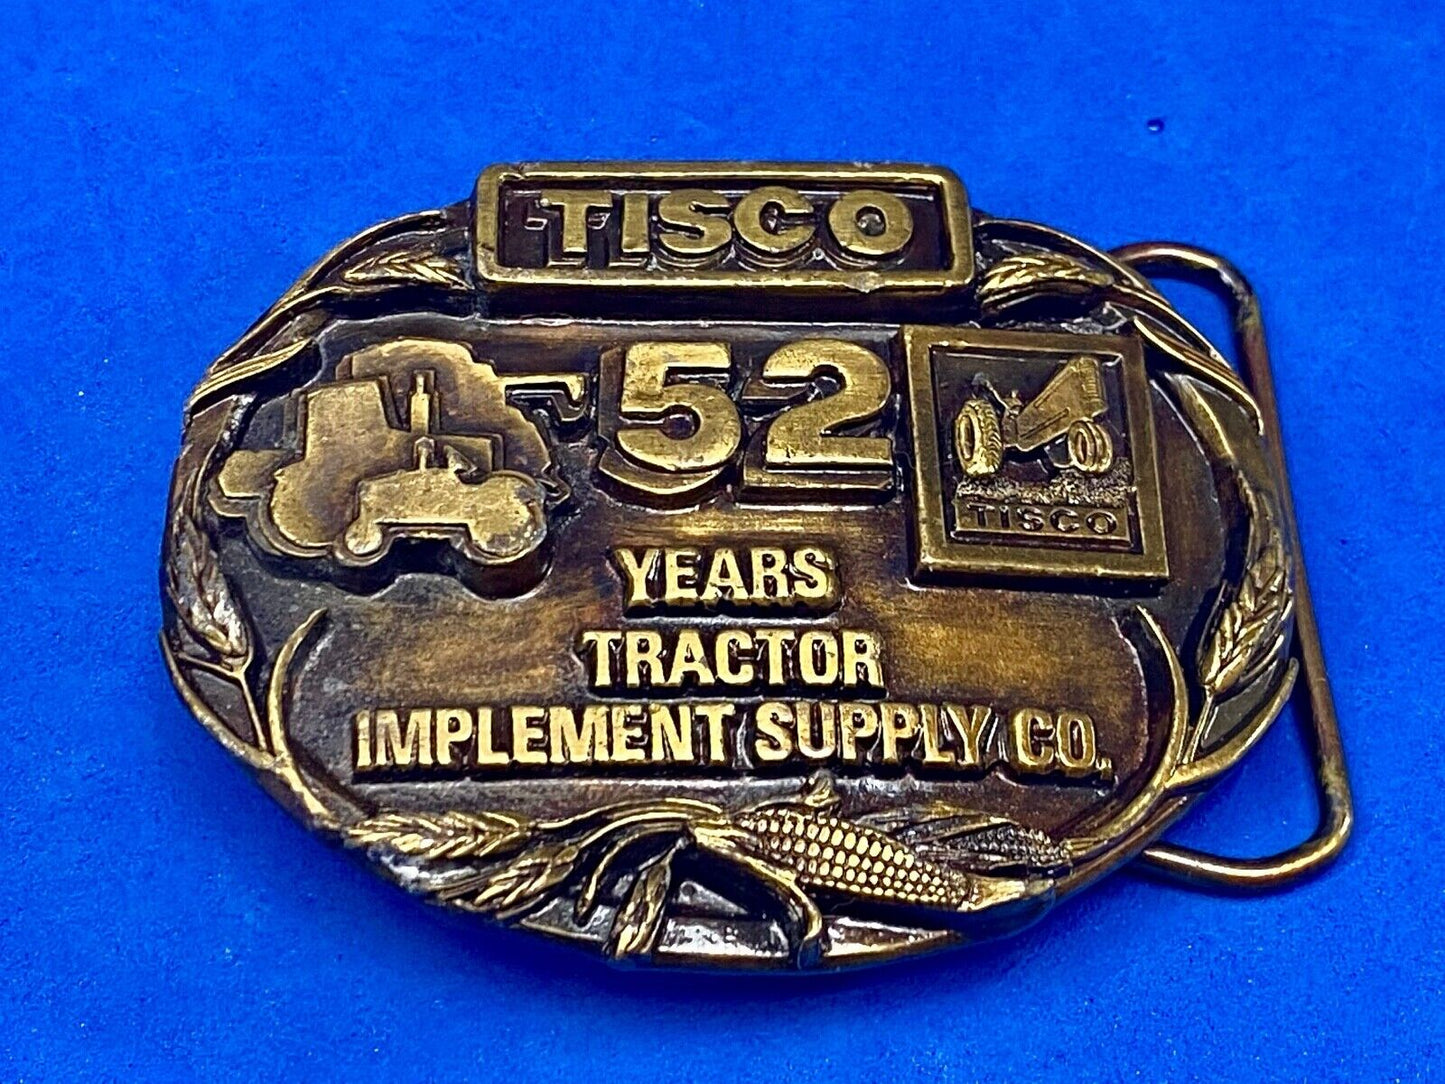 TISCO
52
TISCO
YEARS
TRACTOR
IMPLEMENT SUPPLY CO.